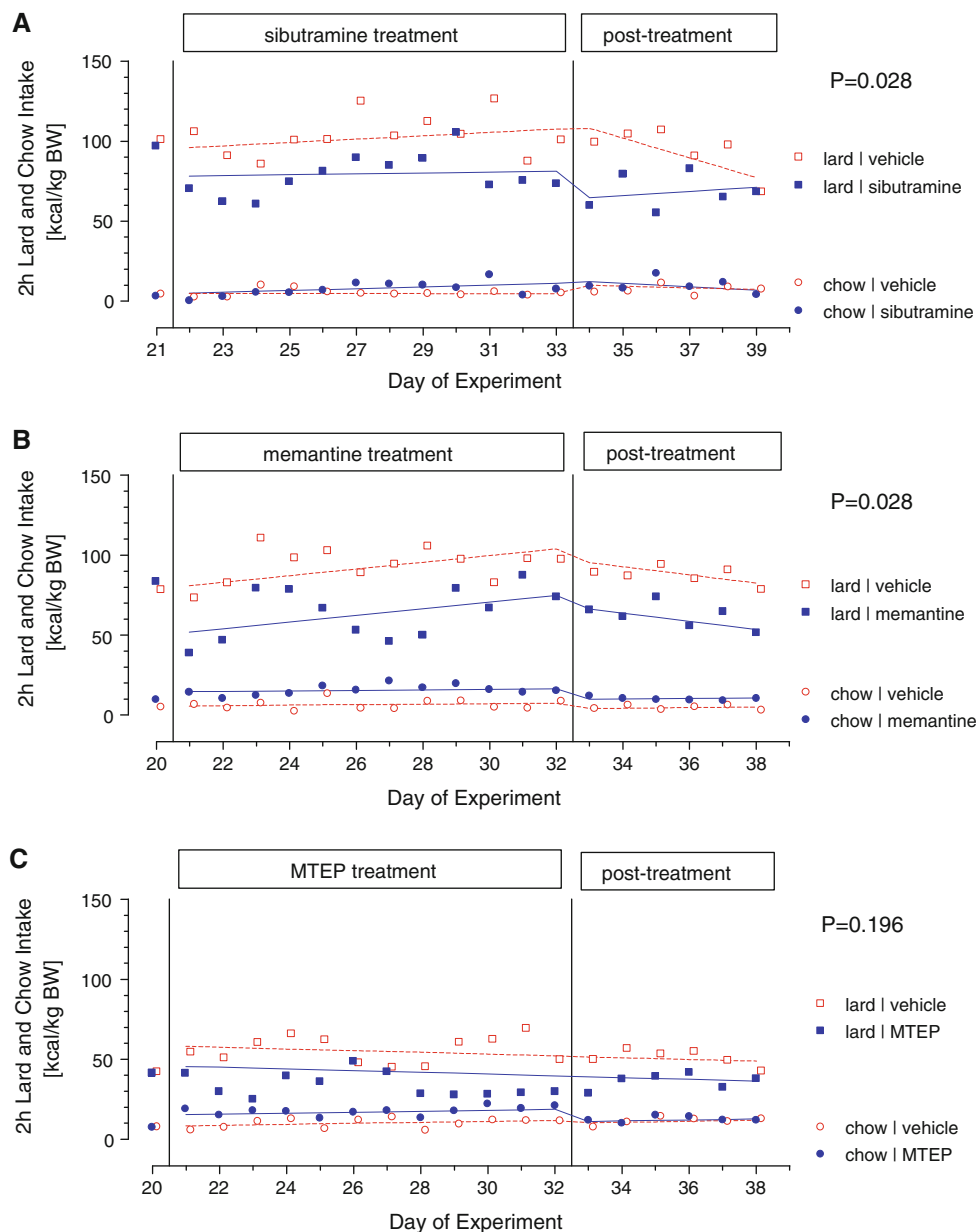 A
sibutramine treatment
post-treatment
2h Lard and Chow Intake
[kcal/kg BW]
150
100
50
0
P=0.028
lard | vehicle
lard | sibutramine
chow | vehicle
chow | sibutramine
21 23 25 27 29 31 33 35 37 39
Day of Experiment
B
memantine treatment
post-treatment
2h Lard and Chow Intake
[kcal/kg BW]
150
100
50
0
P=0.028
lard | vehicle
lard | memantine
chow | vehicle
chow | memantine
20 22 24 26 28 30 32 34 36 38
Day of Experiment
C
MTEP treatment
post-treatment
2h Lard and Chow Intake
[kcal/kg BW]
150
100
50
0
P=0.196
lard | vehicle
lard | MTEP
chow | vehicle
chow | MTEP
20 22 24 26 28 30 32 34 36 38
Day of Experiment